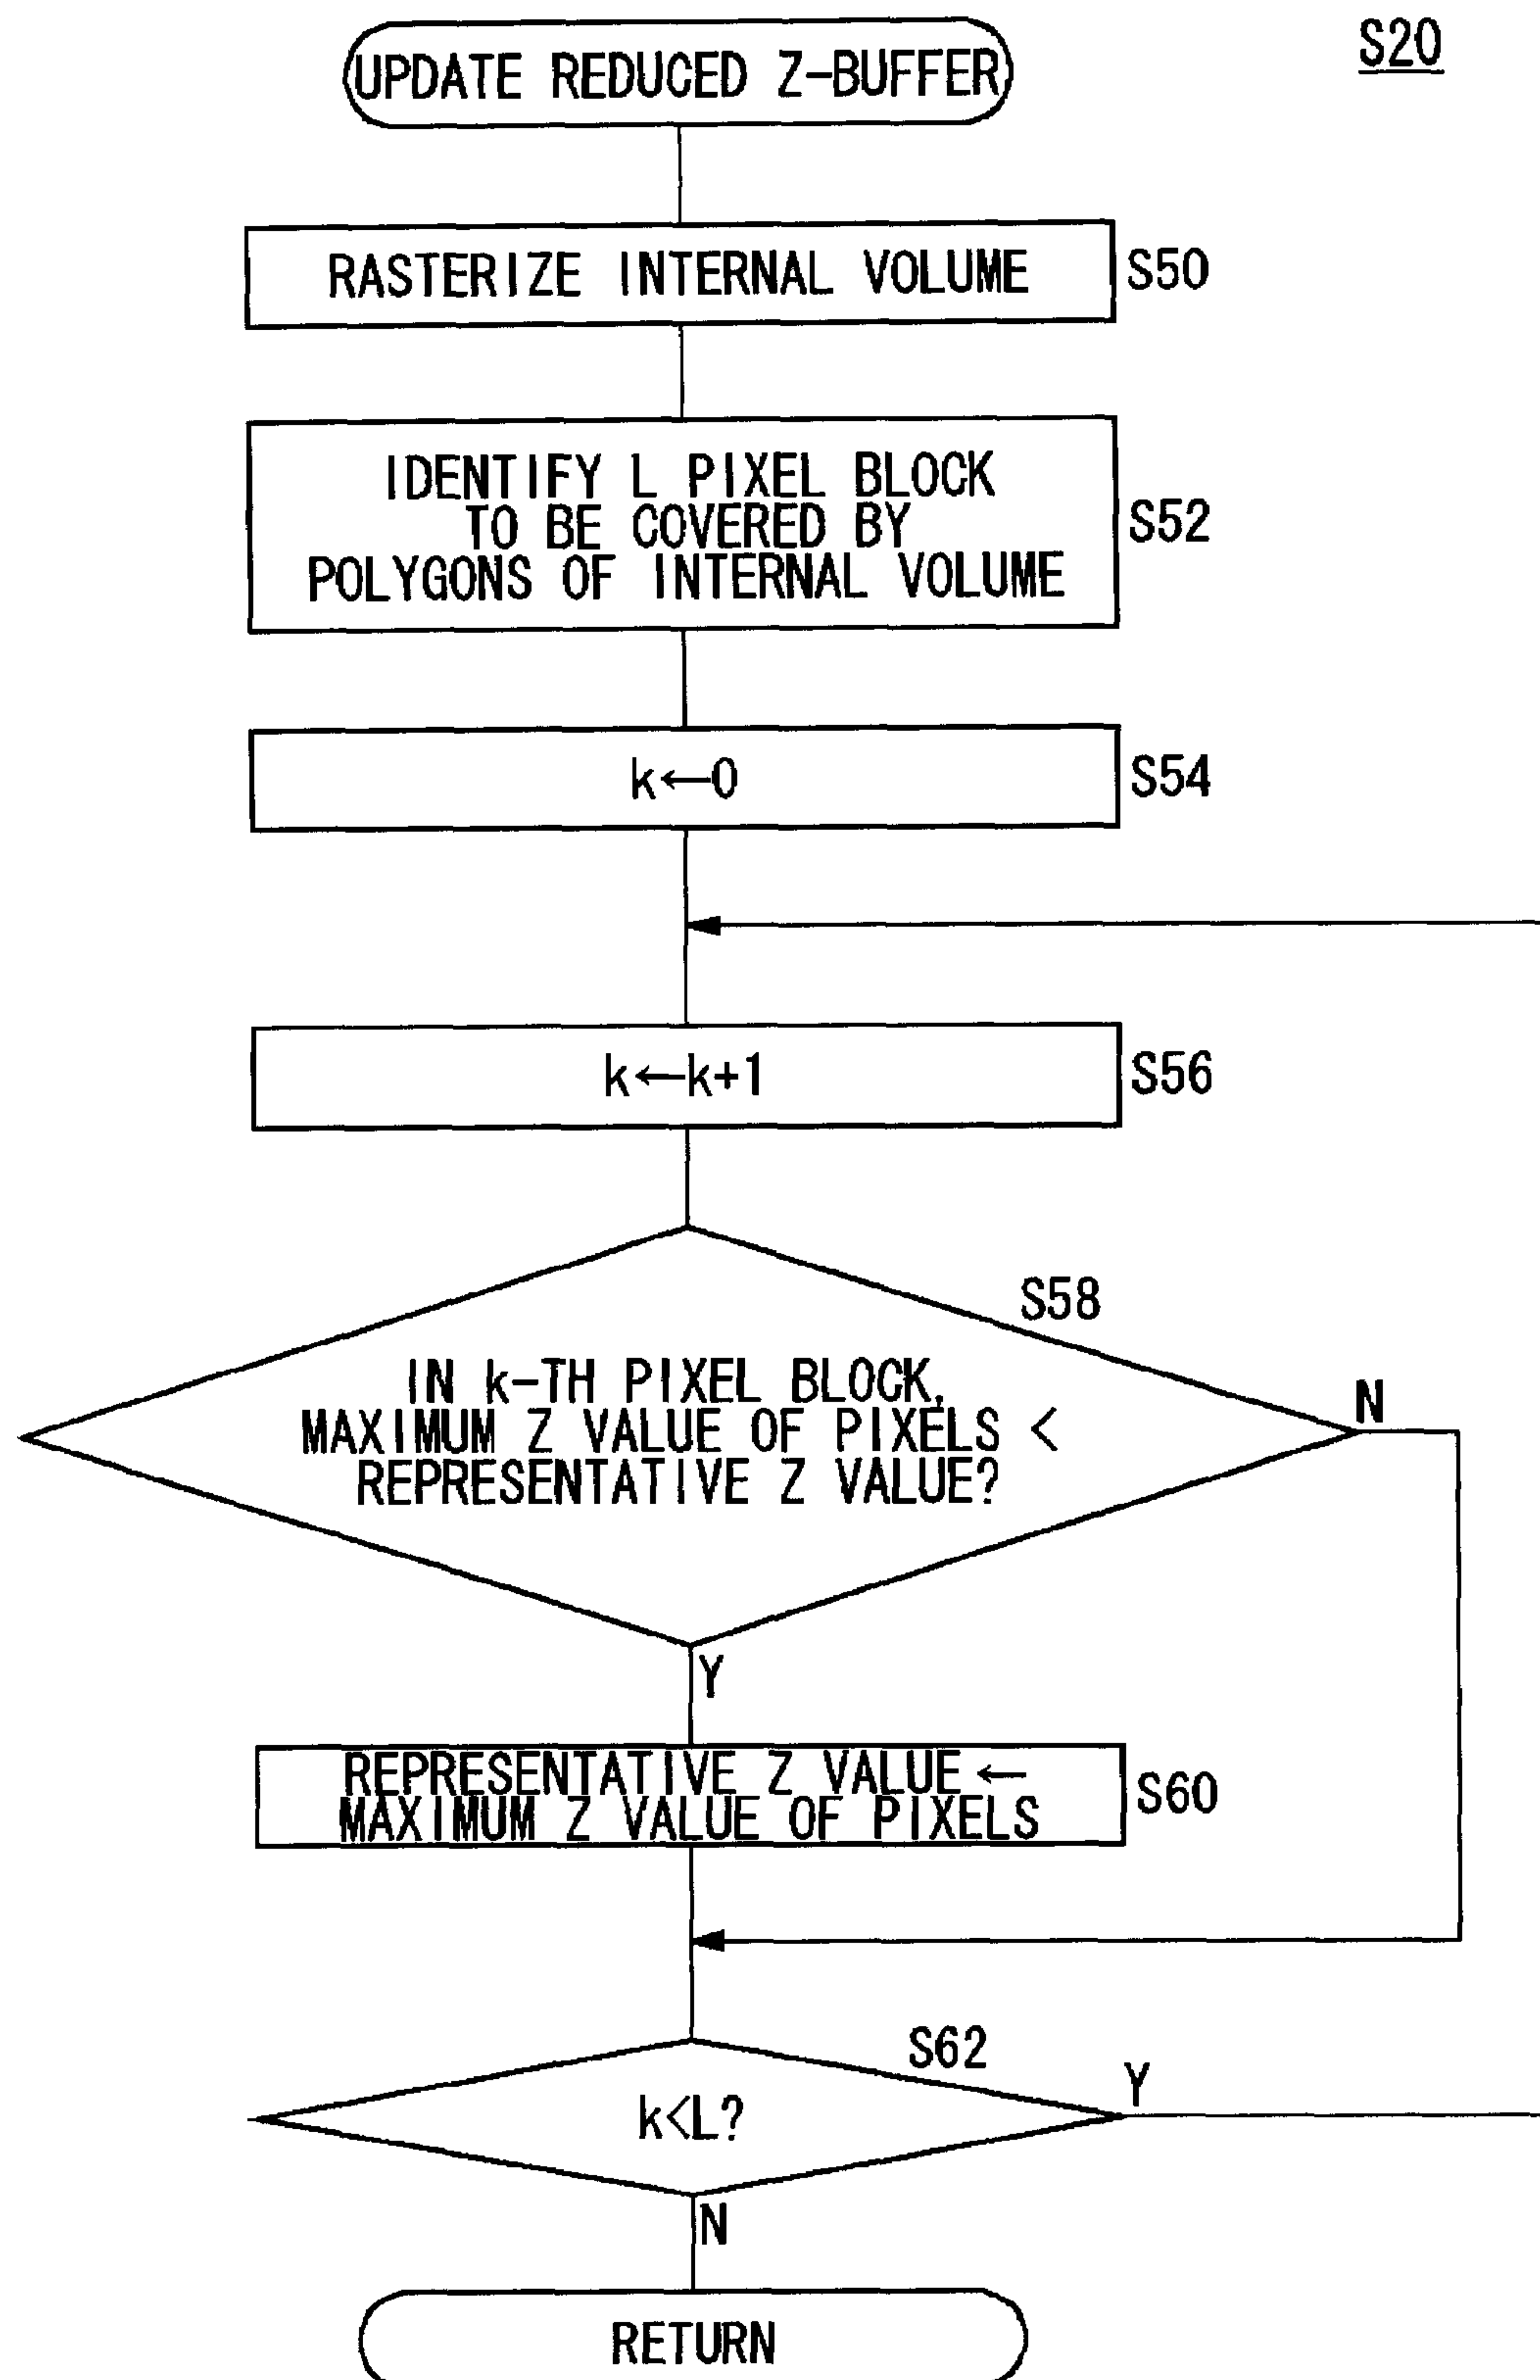 S20
UPDATE REDUCED Z-BUFFER
RASTERIZE INTERNAL VOLUME
S50
IDENTIFY L PIXEL BLOCK
TO BE COVERED BY
POLYGONS OF INTERNAL VOLUME
S52
k←0
S54
k←k+1
S56
S58
IN k-TH PIXEL BLOCK,
MAXIMUM Z VALUE OF PIXELS <
REPRESENTATIVE Z VALUE?
N
Y
REPRESENTATIVE Z VALUE ←
MAXIMUM Z VALUE OF PIXELS
S60
S62
k<L?
Y
N
RETURN